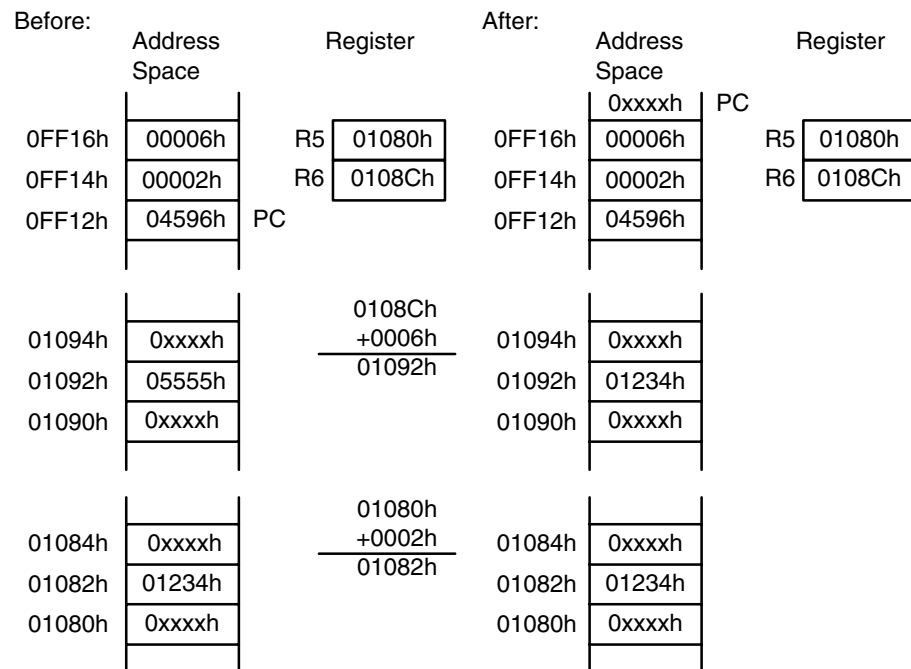 Before:
Address
Space
Register
0FF16h 00006h R5 01080h
0FF14h 00002h R6 0108Ch
0FF12h 04596h PC
0108Ch
01094h 0xxxxh +0006h
01092h 05555h 01092h
01090h 0xxxxh
01080h
01084h 0xxxxh +0002h
01082h 01234h 01082h
01080h 0xxxxh
After:
Address
Space
Register
0xxxxh PC
0FF16h 00006h R5 01080h
0FF14h 00002h R6 0108Ch
0FF12h 04596h
01094h 0xxxxh
01092h 01234h
01090h 0xxxxh
01084h 0xxxxh
01082h 01234h
01080h 0xxxxh